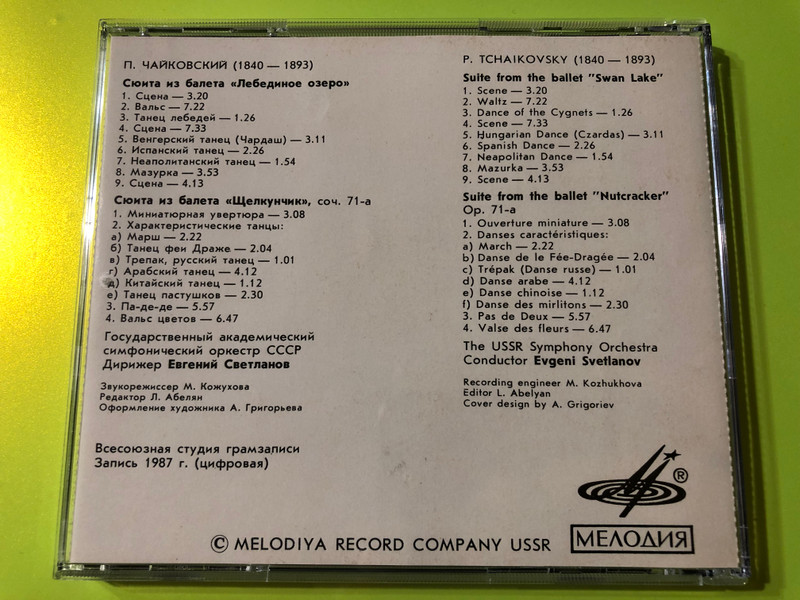 П. ЧАЙКОВСКИЙ (1840 — 1893)
Сюита из балета «Лебединое озеро»
1. Сцена — 3.20
2. Вальс — 7.22
3. Танец лебедей — 1.26
4. Сцена — 7.33
5. Венгерский танец (Чардаш) — 3.11
6. Испанский танец — 2.26
7. Неаполитанский танец — 1.54
8. Мазурка — 3.53
9. Сцена — 4.13
Сюита из балета «Щелкунчик», соч. 71-а
1. Миниатюрная увертюра — 3.08
2. Характеристические танцы:
а) Марш — 2.22
б) Танец феи Драже — 2.04
в) Трепак, русский танец — 1.01
г) Арабский танец — 4.12
д) Китайский танец — 1.12
е) Танец пастушков — 2.30
3. Па-де-де — 5.57
4. Вальс цветов — 6.47
Государственный академический
симфонический оркестр СССР
Дирижер Евгений Светланов
Звукорежиссер М. Кожухова
Редактор Л. Абелян
Оформление художника А. Григорьева
Всесоюзная студия грамзаписи
Запись 1987 г. (цифровая)
P. TCHAIKOVSKY (1840 — 1893)
Suite from the ballet "Swan Lake"
1. Scene — 3.20
2. Waltz — 7.22
3. Dance of the Cygnets — 1.26
4. Scene — 7.33
5. Hungarian Dance (Czardas) — 3.11
6. Spanish Dance — 2.26
7. Neapolitan Dance — 1.54
8. Mazurka — 3.53
9. Scene — 4.13
Suite from the ballet "Nutcracker"
Op. 71-a
1. Ouverture miniature — 3.08
2. Danses caractéristiques:
a) March — 2.22
b) Danse de le Fée-Dragée — 2.04
c) Trépak (Danse russe) — 1.01
d) Danse arabe — 4.12
e) Danse chinoise — 1.12
f) Danse des mirlitons — 2.30
3. Pas de Deux — 5.57
4. Valse des fleurs — 6.47
The USSR Symphony Orchestra
Conductor Evgeni Svetlanov
Recording engineer M. Kozhukhova
Editor L. Abelyan
Cover design by A. Grigoriev
®
© MELODIYA RECORD COMPANY USSR
МЕЛОДИЯ